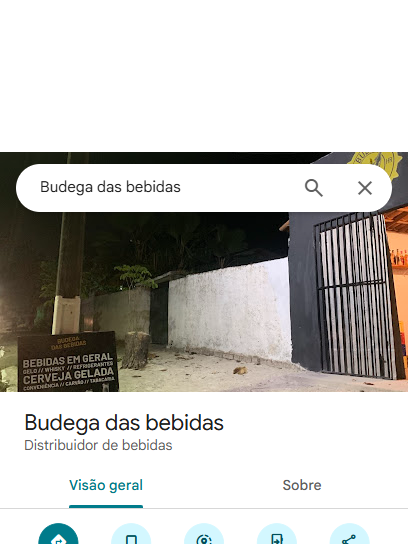 Budega das bebidas
BUDEGA
DAS BEBIDAS
BEBIDAS EM GERAL
GELO // WHISKY // REFRIGERANTES
CERVEJA GELADA
CONVENIÊNCIA // CARVÃO // TABACARIA
Budega das bebidas
Distribuidor de bebidas
Visão geral
Sobre